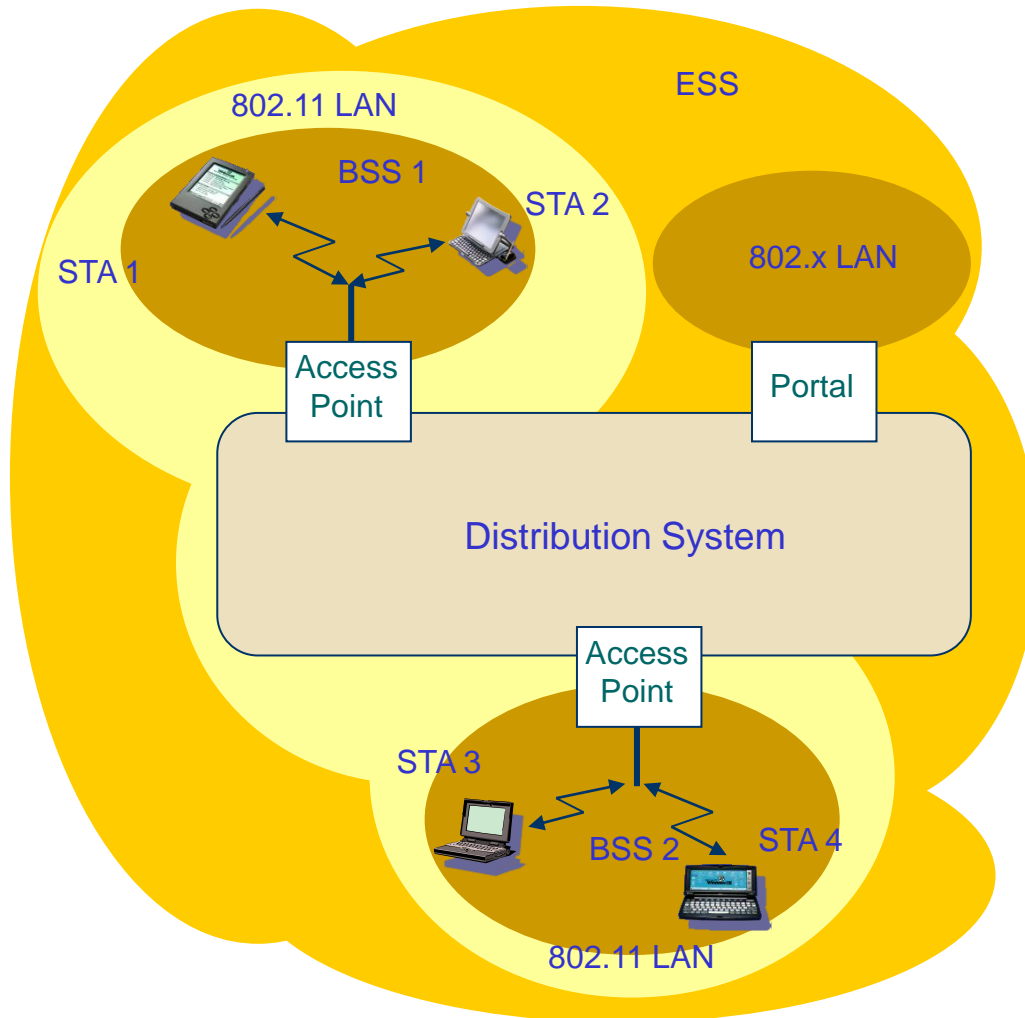 ESS
802.11 LAN
BSS 1
STA 2
STA 1
802.x LAN
Access
Point
Portal
Distribution System
Access
Point
STA 3
BSS 2
STA 4
802.11 LAN